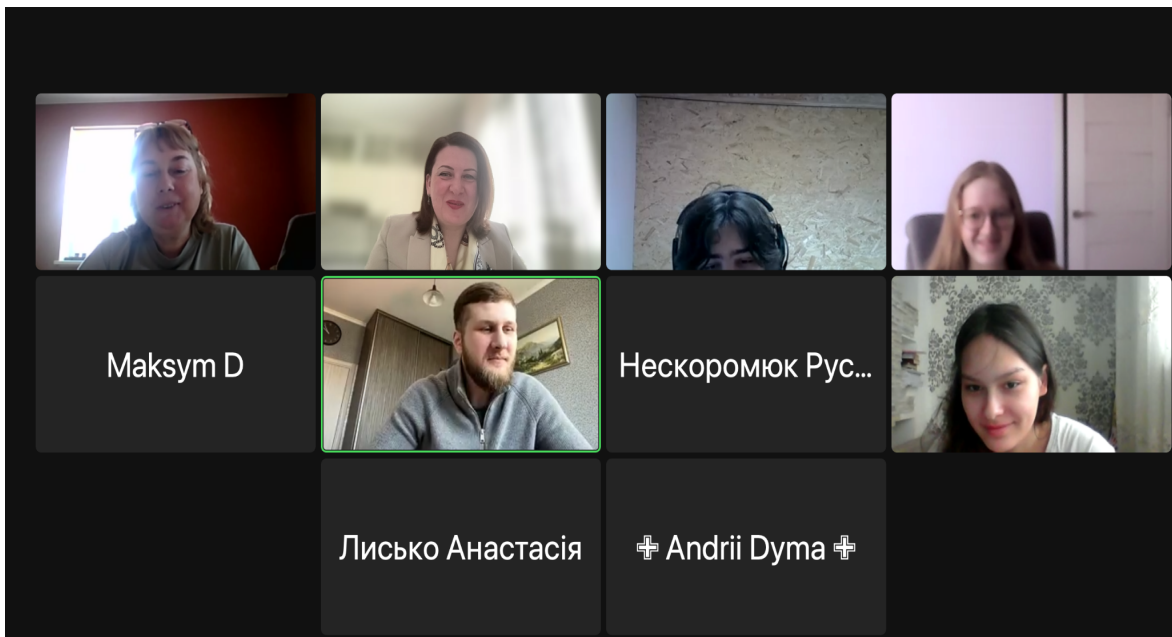 Maksym D
Нескоромюк Рус...
Лисько Анастасія
✙ Andrii Dyma ✙